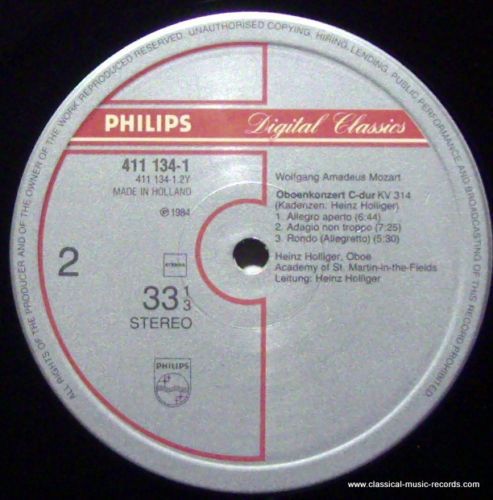 ALL RIGHTS OF THE PRODUCER AND OF THE OWNER OF THE WORK REPRODUCED RESERVED. UNAUTHORISED COPYING, HIRING, LENDING, PUBLIC PERFORMANCE AND BROADCASTING OF THIS RECORD PROHIBITED.
PHILIPS Digital Classics
411 134-1
411 134-1.2Y
MADE IN HOLLAND
℗ 1984
2
STEMRA
33 1/3
STEREO
PHILIPS
Wolfgang Amadeus Mozart
Oboenkonzert C-dur KV 314
(Kadenzen: Heinz Holliger)
1. Allegro aperto (6:44)
2. Adagio non troppo (7:25)
3. Rondo (Allegretto) (5:30)
Heinz Holliger, Oboe
Academy of St. Martin-in-the-Fields
Leitung: Heinz Holliger
www.classical-music-records.com